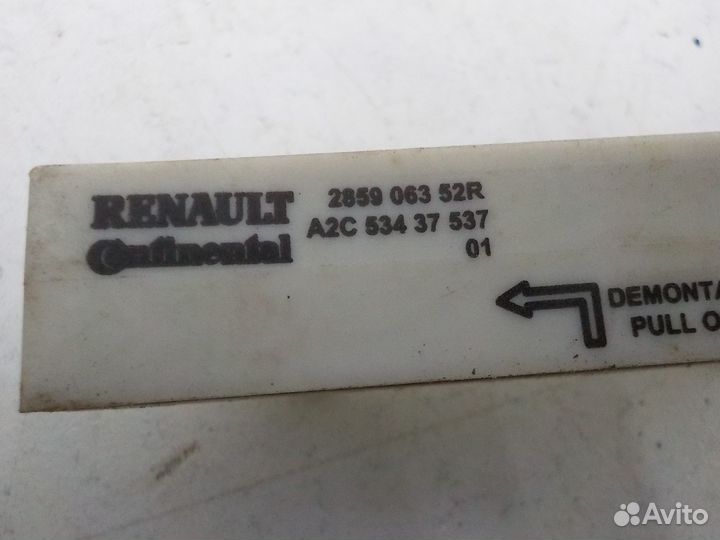 RENAULT 2859 063 52R
Continental A2C 534 37 537
01
DEMONTA
PULL O
Avito